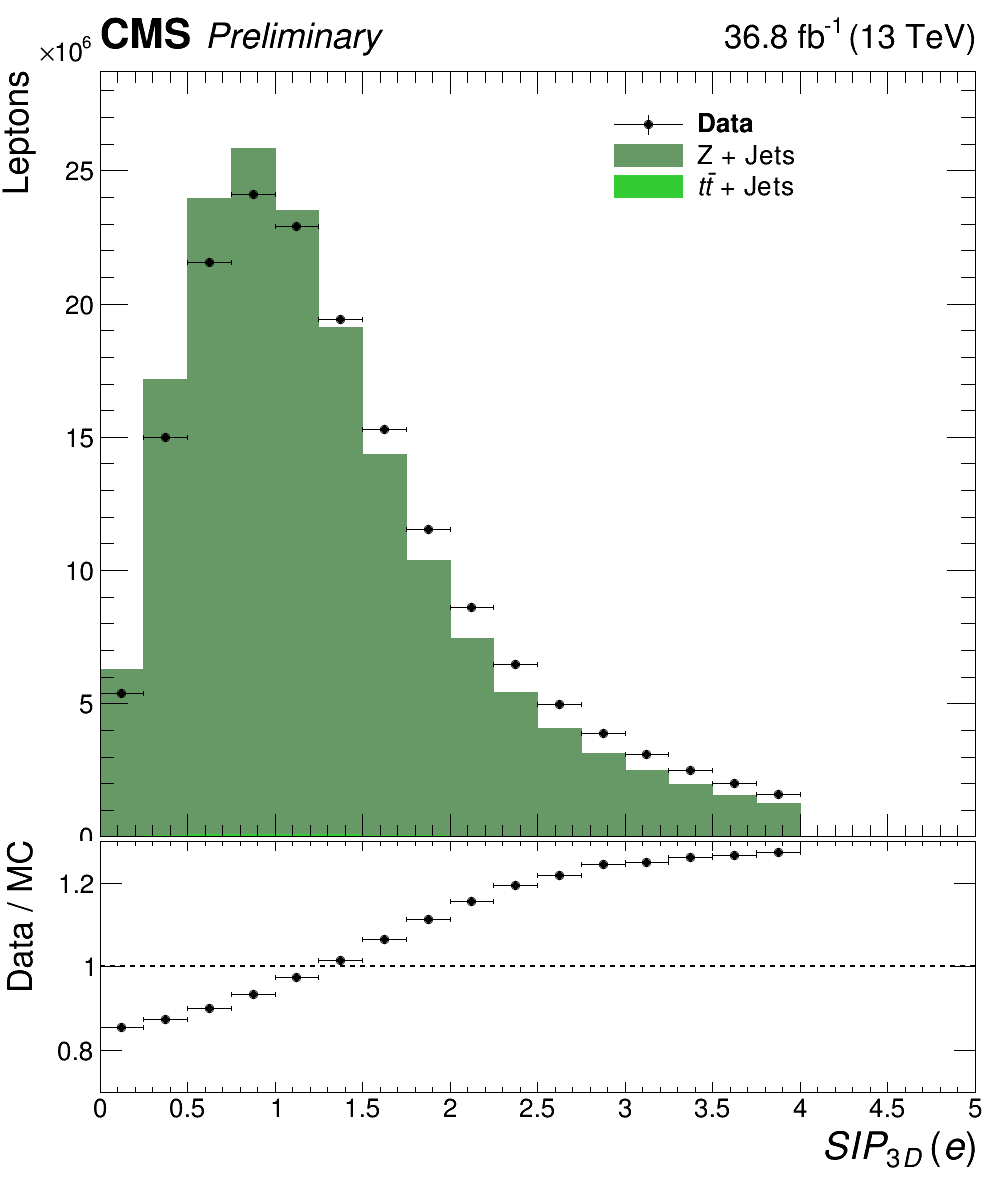 CMS Preliminary 36.8 fb⁻¹ (13 TeV)
×10⁶
Leptons
Data
Z + Jets
tt̄ + Jets
25
20
15
10
5
0
Data / MC
1.2
1
0.8
0 0.5 1 1.5 2 2.5 3 3.5 4 4.5 5
SIP₃D (e)